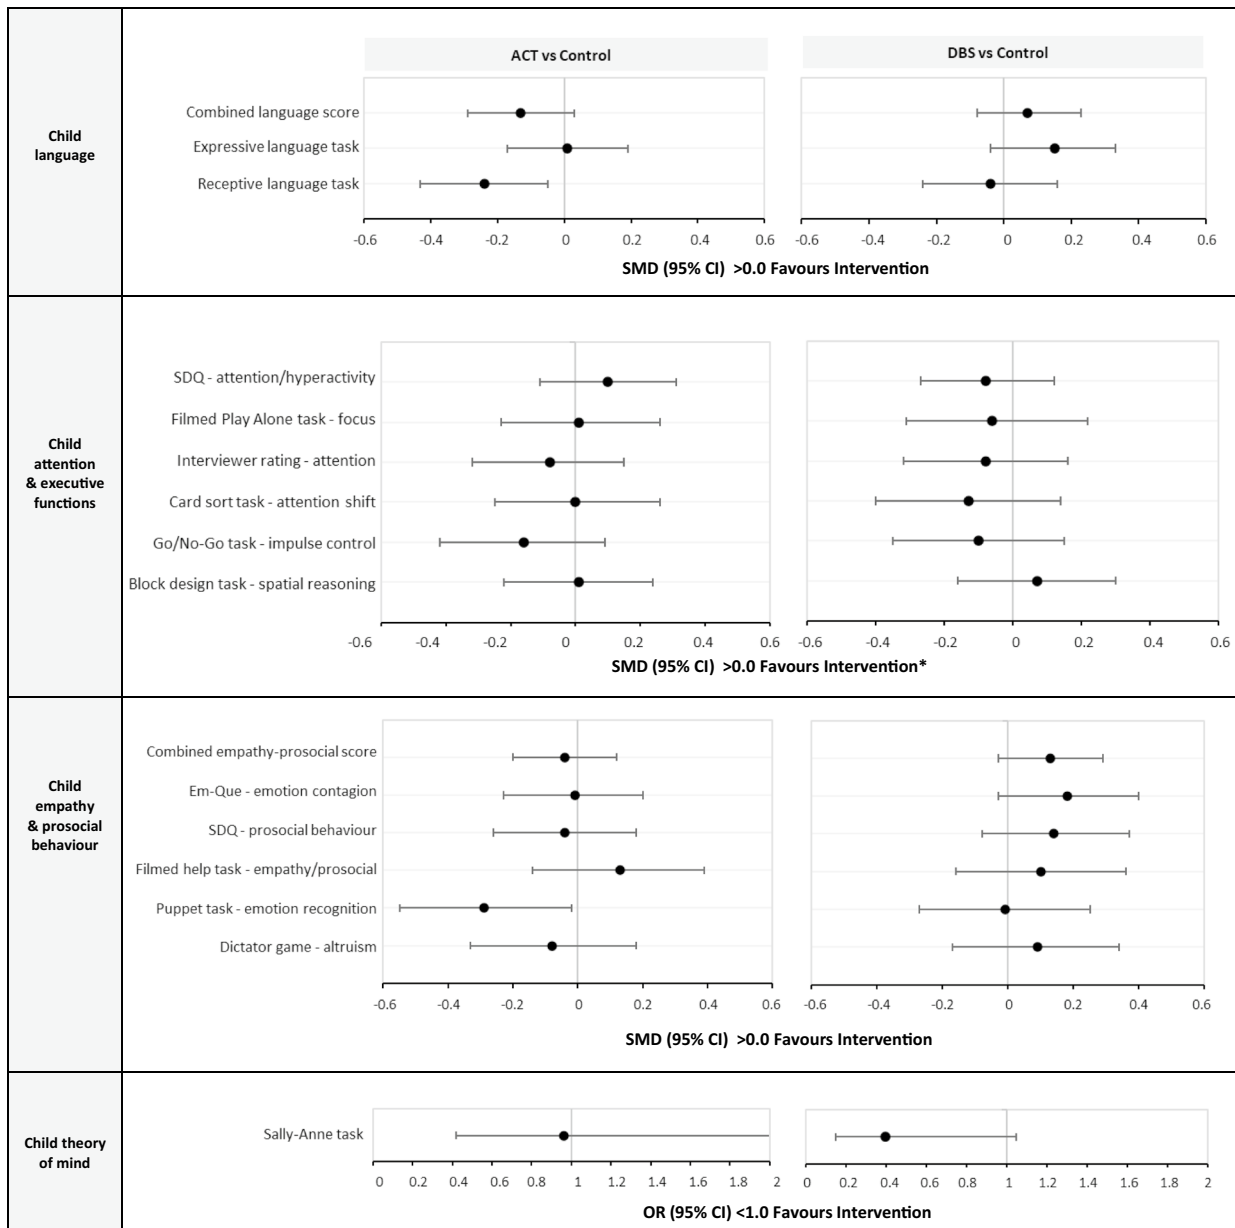 ACT vs Control
DBS vs Control
Child
language
Combined language score
Expressive language task
Receptive language task
-0.6 -0.4 -0.2 0 0.2 0.4 0.6
-0.6 -0.4 -0.2 0 0.2 0.4 0.6
SMD (95% CI) >0.0 Favours Intervention
Child
attention
& executive
functions
SDQ - attention/hyperactivity
Filmed Play Alone task - focus
Interviewer rating - attention
Card sort task - attention shift
Go/No-Go task - impulse control
Block design task - spatial reasoning
-0.6 -0.4 -0.2 0 0.2 0.4 0.6
-0.6 -0.4 -0.2 0 0.2 0.4 0.6
SMD (95% CI) >0.0 Favours Intervention*
Child
empathy
& prosocial
behaviour
Combined empathy-prosocial score
Em-Que - emotion contagion
SDQ - prosocial behaviour
Filmed help task - empathy/prosocial
Puppet task - emotion recognition
Dictator game - altruism
-0.6 -0.4 -0.2 0 0.2 0.4 0.6
-0.6 -0.4 -0.2 0 0.2 0.4 0.6
SMD (95% CI) >0.0 Favours Intervention
Child theory
of mind
Sally-Anne task
0 0.2 0.4 0.6 0.8 1 1.2 1.4 1.6 1.8 2
0 0.2 0.4 0.6 0.8 1 1.2 1.4 1.6 1.8 2
OR (95% CI) <1.0 Favours Intervention